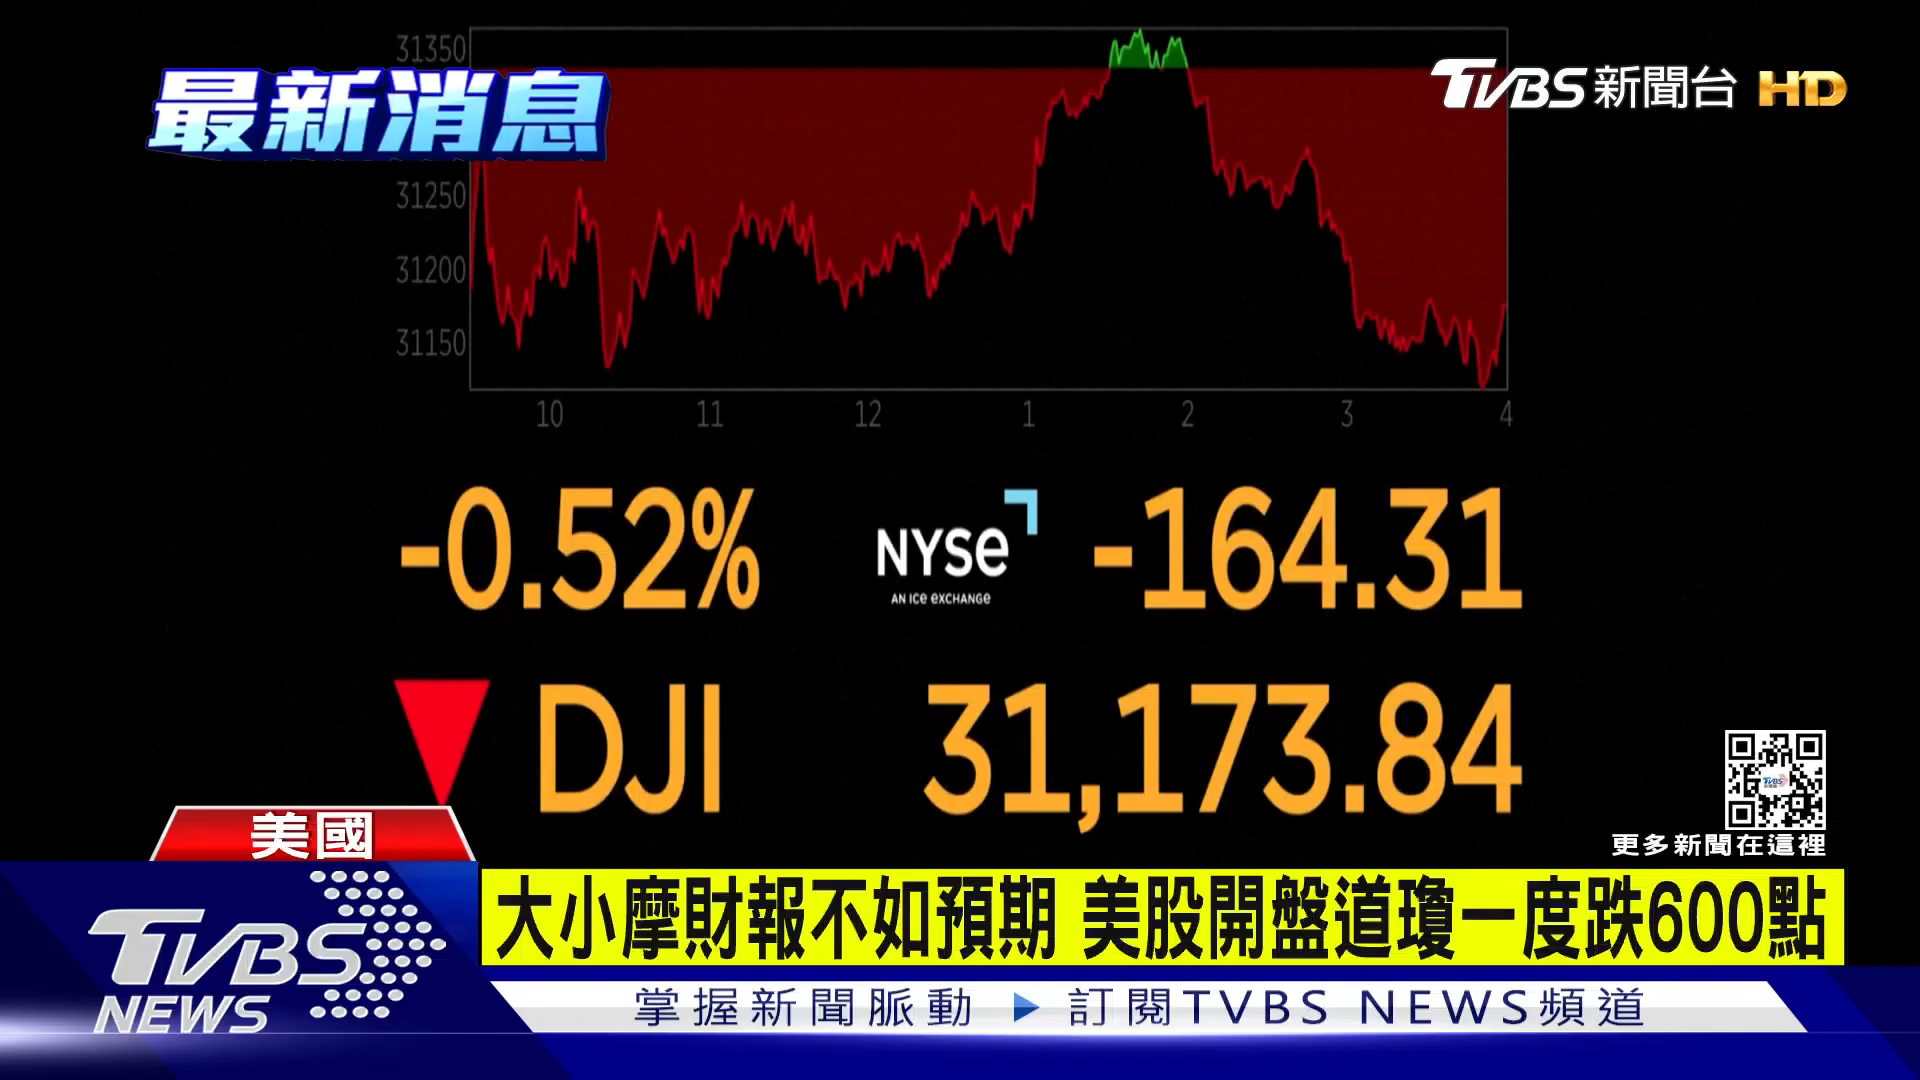 31350
最新消息
TVBS新聞台 HD
31250
31200
31150
10 11 12 1 2 3 4
-0.52% NYSE -164.31
AN ICE EXCHANGE
DJI 31,173.84
TVBS
更多新聞在這裡
美國
大小摩財報不如預期 美股開盤道瓊一度跌600點
TVBS NEWS
掌握新聞脈動 訂閱TVBS NEWS頻道